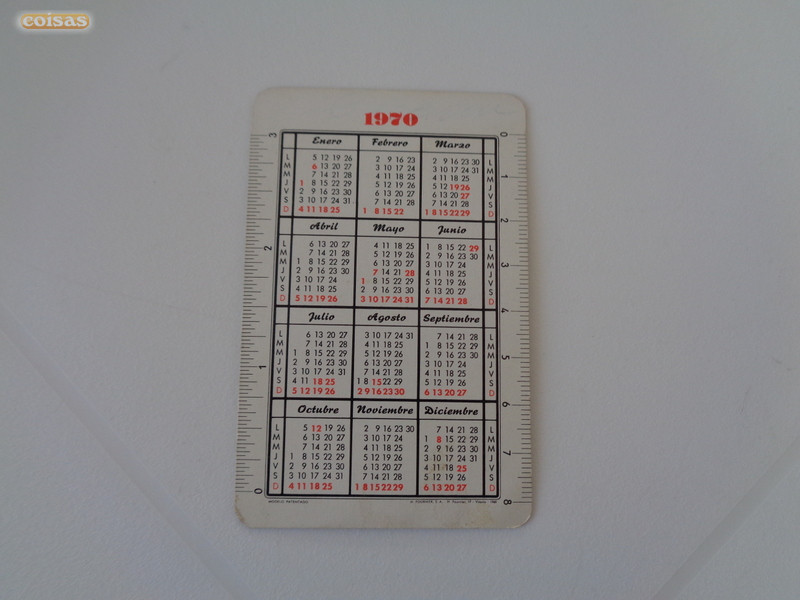 coisas
1970
Enero Febrero Marzo
L 5 12 19 26 2 9 16 23 2 9 16 23 30 L
M 6 13 20 27 3 10 17 24 3 10 17 24 31 M
M 7 14 21 28 4 11 18 25 4 11 18 25 M
J 1 8 15 22 29 5 12 19 26 5 12 19 26 J
V 2 9 16 23 30 6 13 20 27 6 13 20 27 V
S 3 10 17 24 31 7 14 21 28 7 14 21 28 S
D 4 11 18 25 1 8 15 22 1 8 15 22 29 D
Abril Mayo Junio
L 6 13 20 27 4 11 18 25 1 8 15 22 29 L
M 7 14 21 28 5 12 19 26 2 9 16 23 30 M
M 1 8 15 22 29 6 13 20 27 3 10 17 24 M
J 2 9 16 23 30 7 14 21 28 4 11 18 25 J
V 3 10 17 24 1 8 15 22 29 5 12 19 26 V
S 4 11 18 25 2 9 16 23 30 6 13 20 27 S
D 5 12 19 26 3 10 17 24 31 7 14 21 28 D
Julio Agosto Septiembre
L 6 13 20 27 3 10 17 24 31 7 14 21 28 L
M 7 14 21 28 4 11 18 25 1 8 15 22 29 M
M 1 8 15 22 29 5 12 19 26 2 9 16 23 30 M
J 2 9 16 23 30 6 13 20 27 3 10 17 24 J
V 3 10 17 24 31 7 14 21 28 4 11 18 25 V
S 4 11 18 25 1 8 15 22 29 5 12 19 26 S
D 5 12 19 26 2 9 16 23 30 6 13 20 27 D
Octubre Noviembre Diciembre
L 5 12 19 26 2 9 16 23 30 7 14 21 28 L
M 6 13 20 27 3 10 17 24 1 8 15 22 29 M
M 7 14 21 28 4 11 18 25 2 9 16 23 30 M
J 1 8 15 22 29 5 12 19 26 3 10 17 24 31 J
V 2 9 16 23 30 6 13 20 27 4 11 18 25 V
S 3 10 17 24 31 7 14 21 28 5 12 19 26 S
D 4 11 18 25 1 8 15 22 29 6 13 20 27 D
3 2 1 0
0 1 2 3 4 5 6 7 8
MODELO PATENTADO